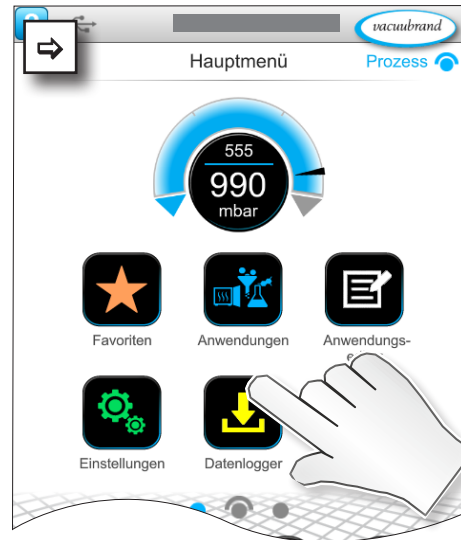 vacuubrand
Hauptmenü
Prozess
555
990
mbar
Favoriten
Anwendungen
Anwendungs-
Einstellungen
Datenlogger